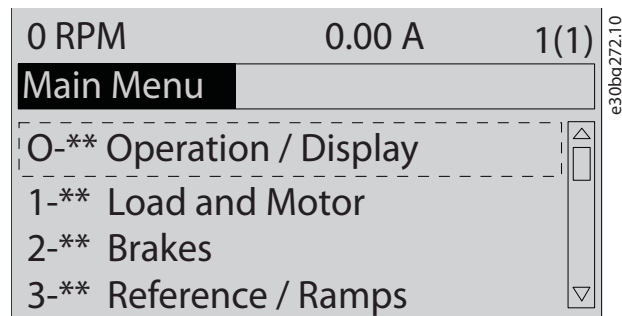 0 RPM 0.00 A 1(1)
Main Menu
O-** Operation / Display
1-** Load and Motor
2-** Brakes
3-** Reference / Ramps
e30bq272.10